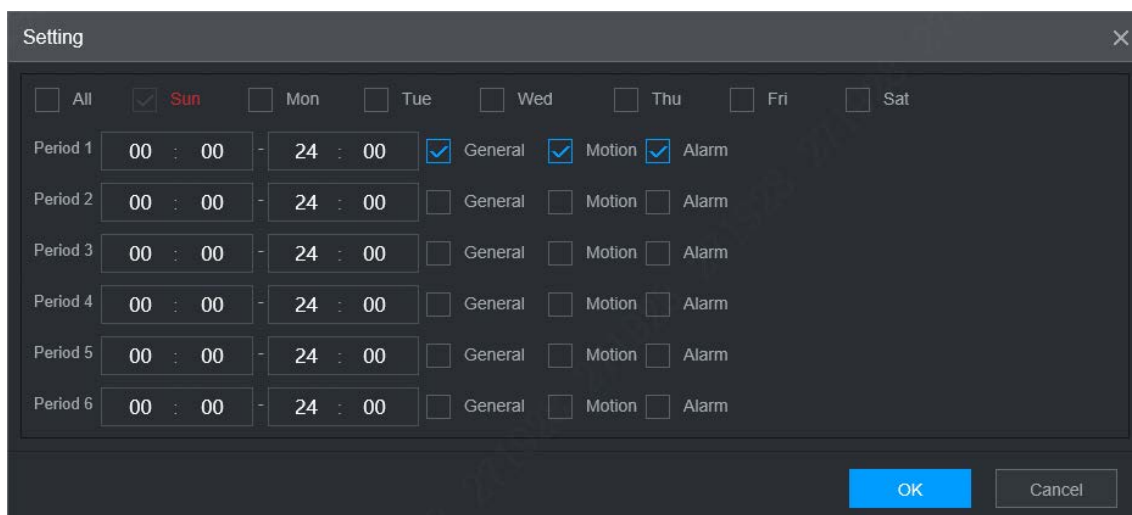 Setting
All Sun Mon Tue Wed Thu Fri Sat
Period 1 00 : 00 - 24 : 00 General Motion Alarm
Period 2 00 : 00 - 24 : 00 General Motion Alarm
Period 3 00 : 00 - 24 : 00 General Motion Alarm
Period 4 00 : 00 - 24 : 00 General Motion Alarm
Period 5 00 : 00 - 24 : 00 General Motion Alarm
Period 6 00 : 00 - 24 : 00 General Motion Alarm
OK Cancel